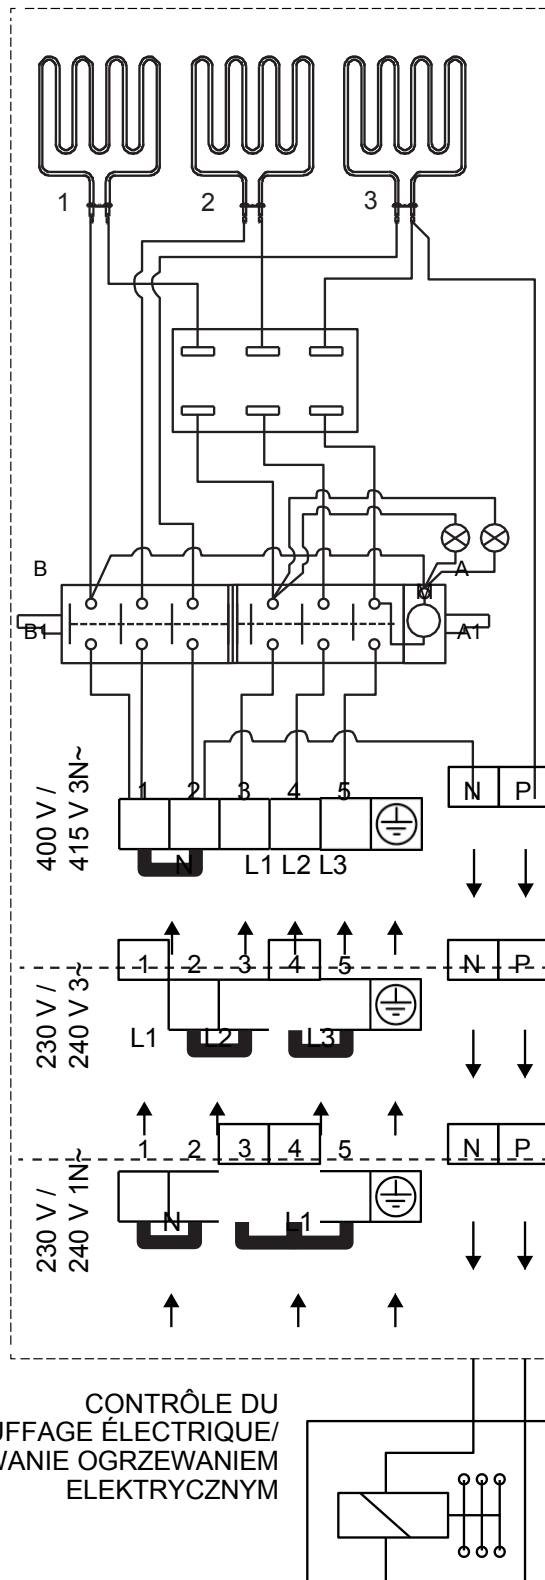 1
2
3
B
A
M
B1
A1
400 V /
415 V 3N~
1 2 3 4 5
N P
N L1 L2 L3
230 V /
240 V 3~
1 2 3 4 5
N P
L1 L2 L3
230 V /
240 V 1N~
1 2 3 4 5
N P
N L1
CONTRÔLE DU
UFFAGE ÉLECTRIQUE/
WANIE OGRZEWANIEM
ELEKTRYCZNYM